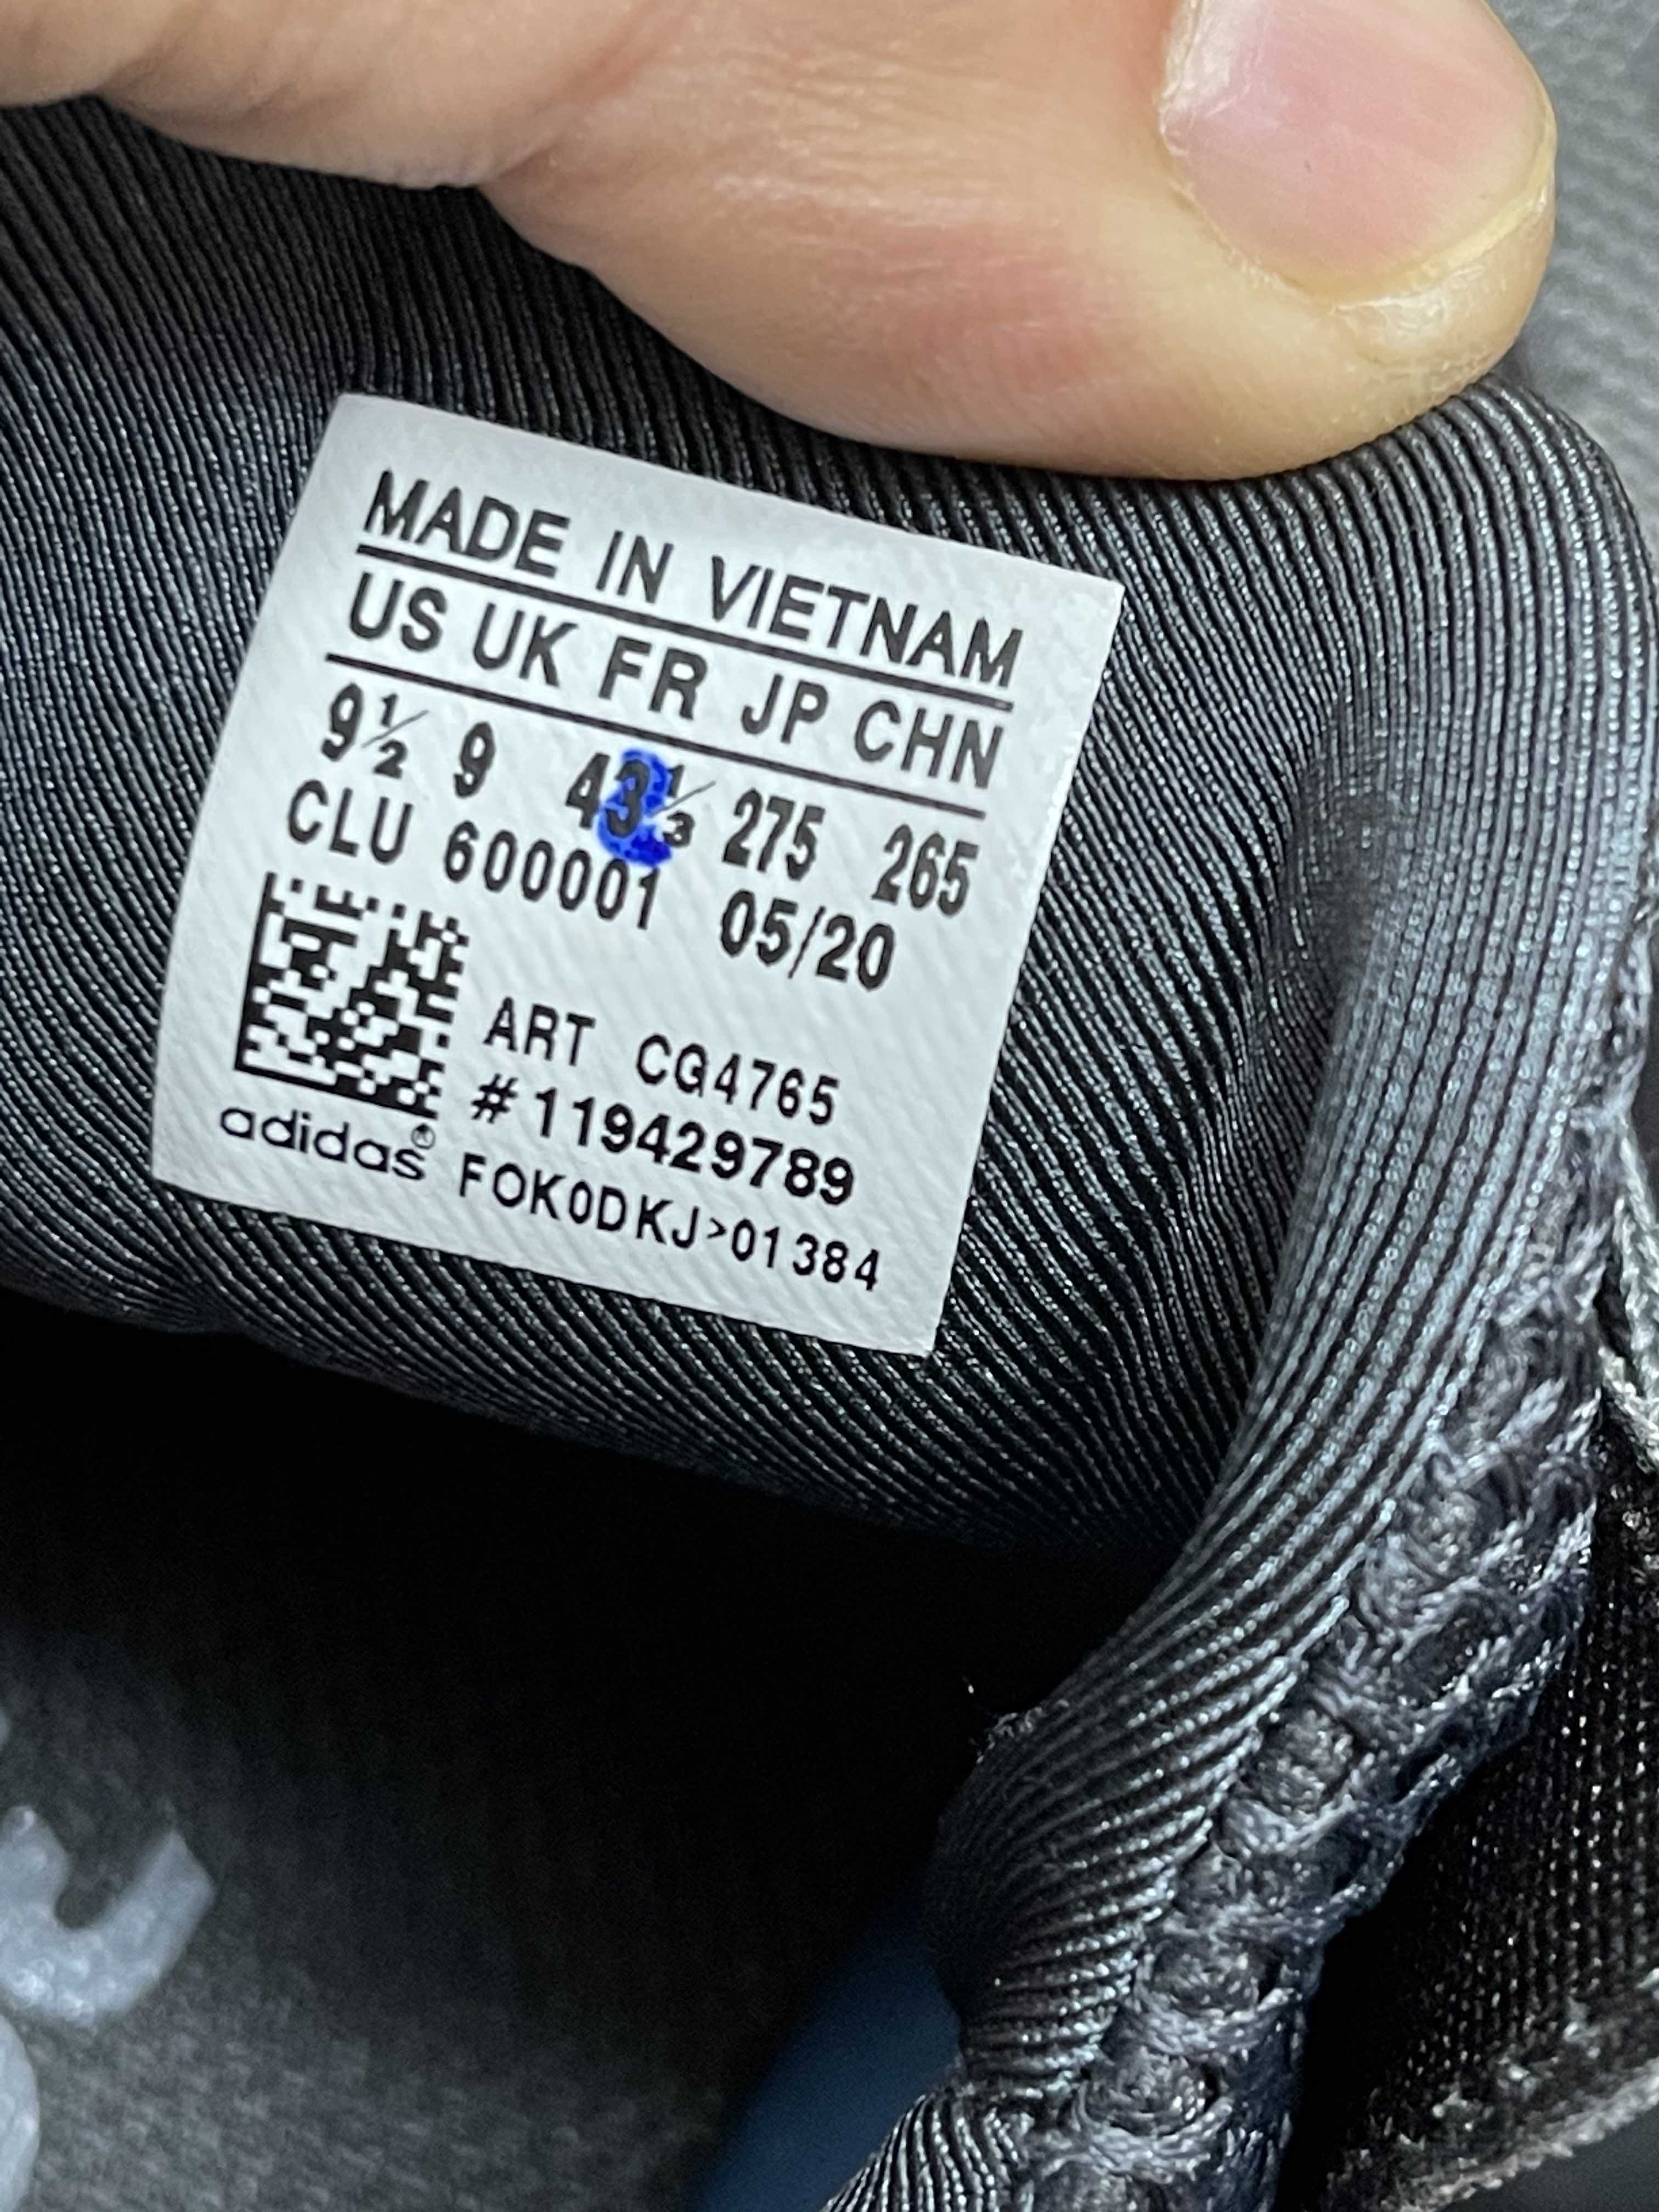 MADE IN VIETNAM
US UK FR JP CHN
9½ 9 43⅓ 275 265
CLU 600001 05/20
ART CG4765
#119429789
adidas® FOK0DKJ>01384